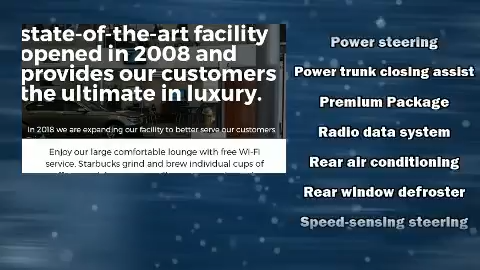 state-of-the-art facility
opened in 2008 and
provides our customers
the ultimate in luxury.
in 2018 we are expanding our facility to better serve our customers
Enjoy our large comfortable lounge with free Wi-Fi
service, Starbucks grind and brew individual cups of
Power steering
Power trunk closing assist
Premium Package
Radio data system
Rear air conditioning
Rear window defroster
Speed-sensing steering